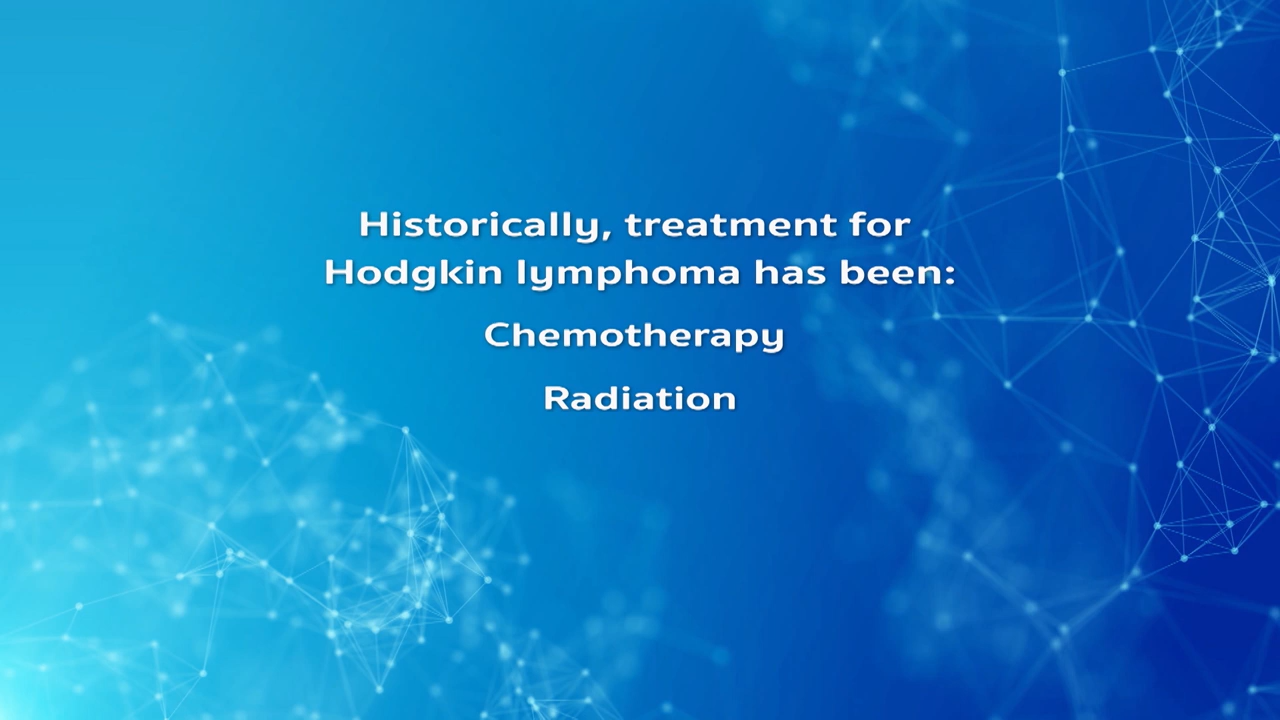 Historically, treatment for
Hodgkin lymphoma has been:
Chemotherapy
Radiation